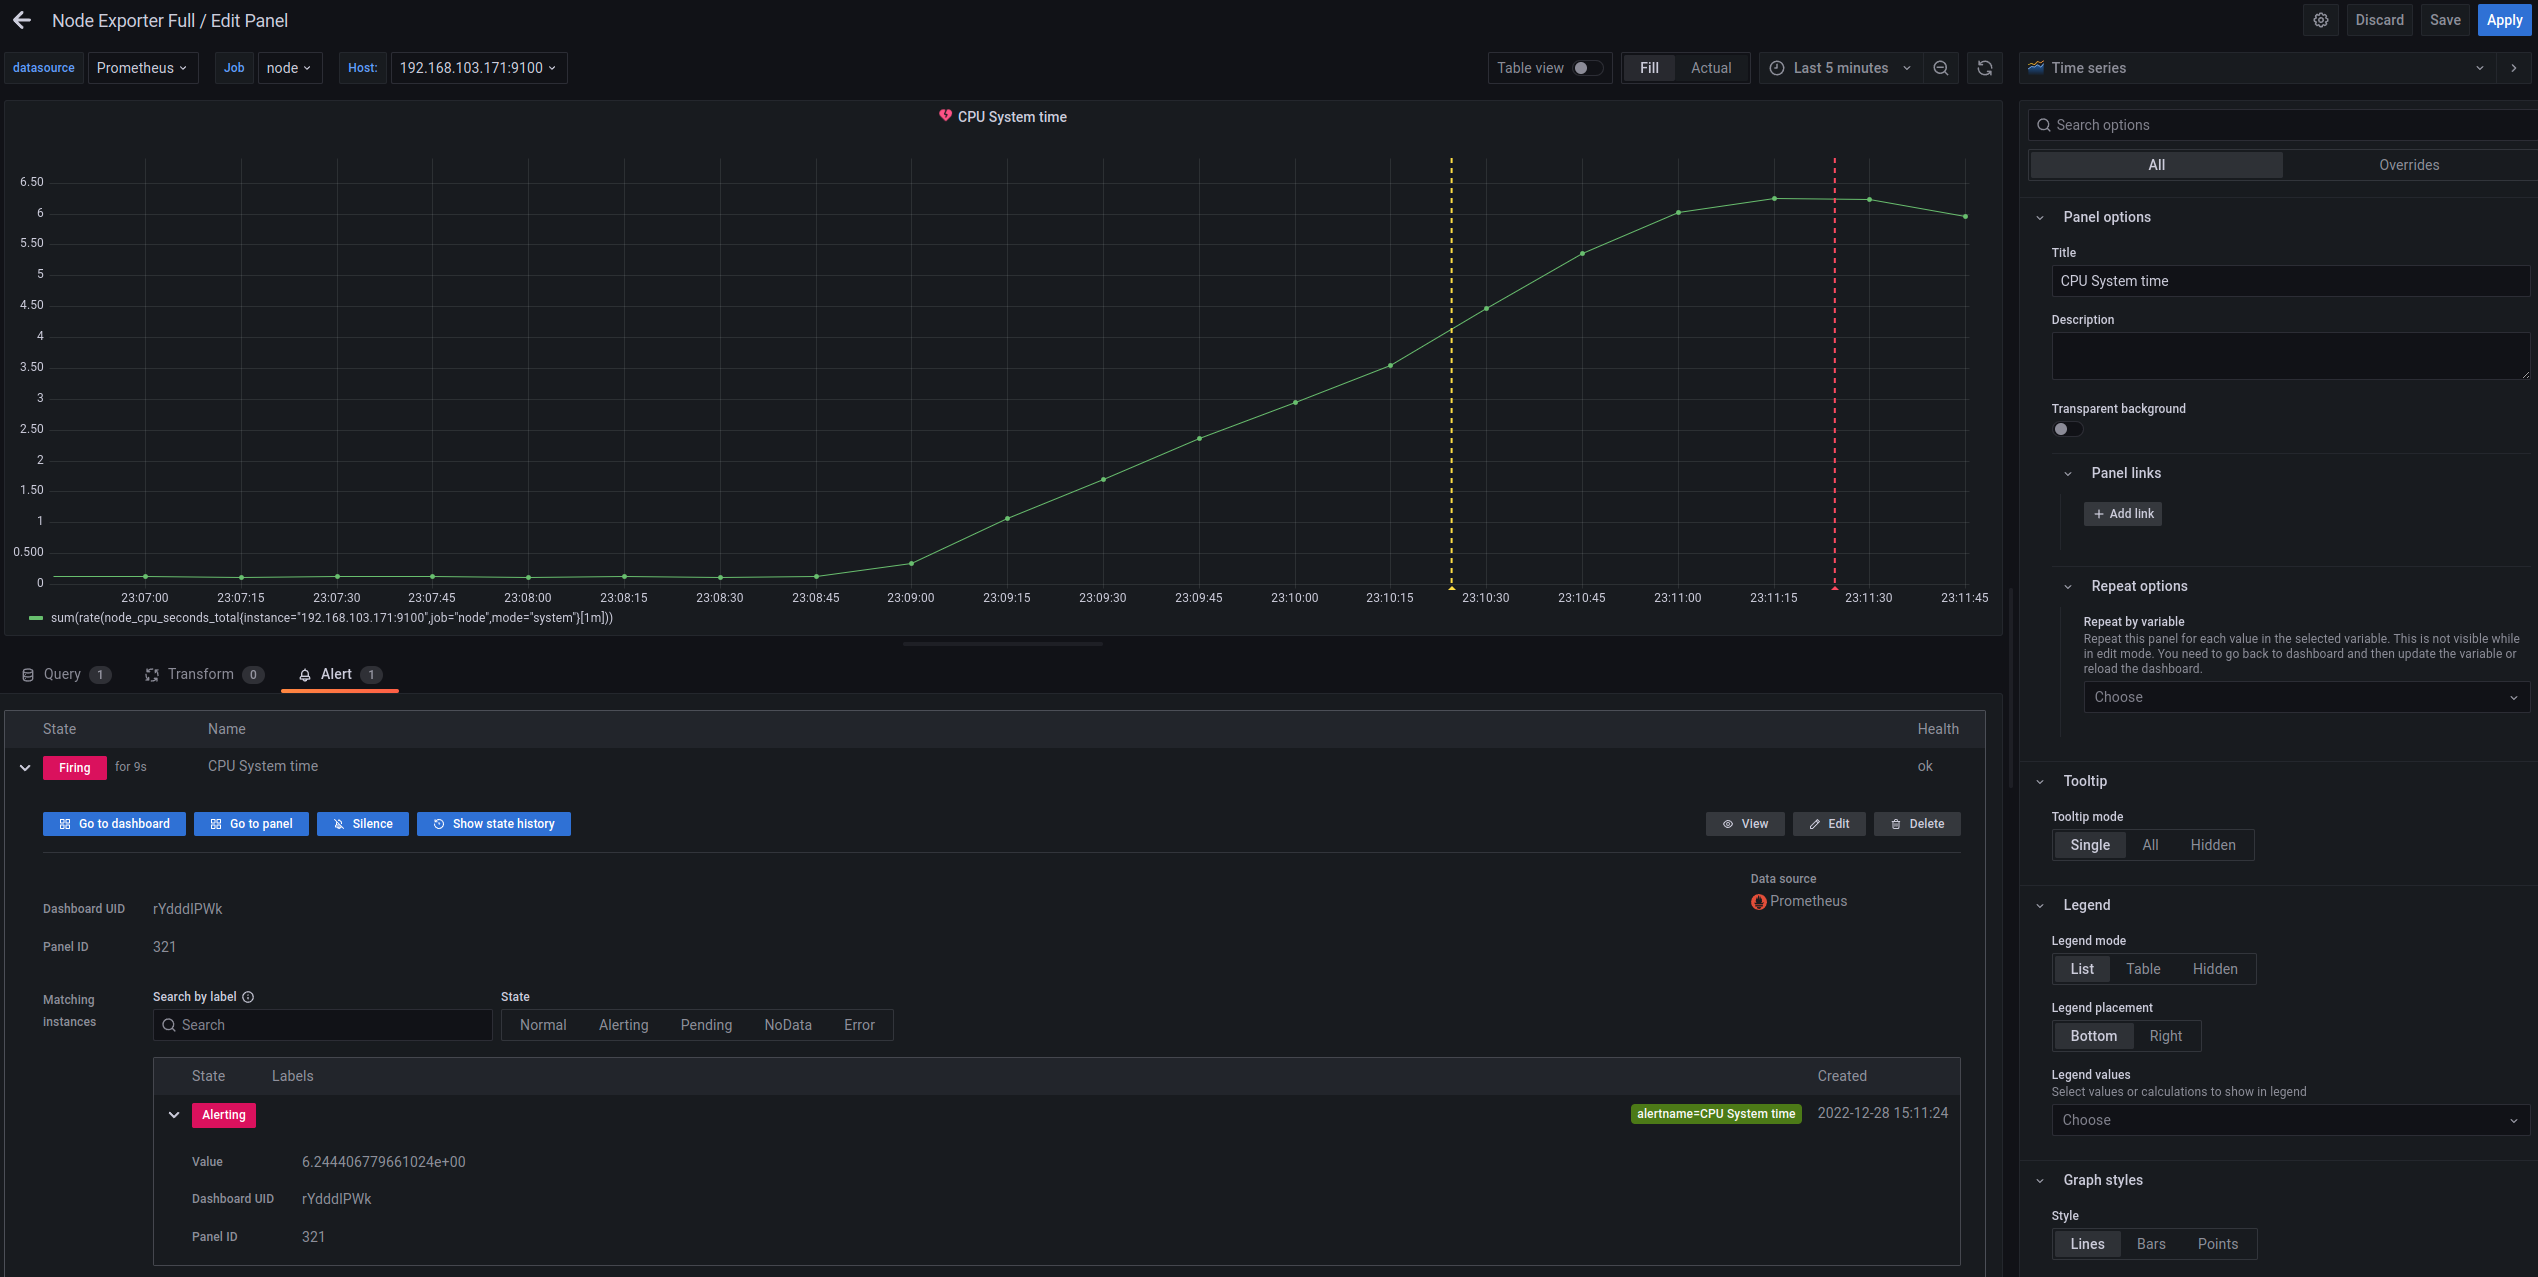 Node Exporter Full / Edit Panel
Discard
Save
Apply
datasource
Prometheus
Job
node
Host:
192.168.103.171:9100
Table view
Fill
Actual
Last 5 minutes
Time series
CPU System time
6.50
6
5.50
5
4.50
4
3.50
3
2.50
2
1.50
1
0.500
0
23:07:00
23:07:15
23:07:30
23:07:45
23:08:00
23:08:15
23:08:30
23:08:45
23:09:00
23:09:15
23:09:30
23:09:45
23:10:00
23:10:15
23:10:30
23:10:45
23:11:00
23:11:15
23:11:30
23:11:45
sum(rate(node_cpu_seconds_total{instance="192.168.103.171:9100",job="node",mode="system"}[1m]))
Query 1
Transform 0
Alert 1
State
Name
Health
Firing
for 9s
CPU System time
ok
Go to dashboard
Go to panel
Silence
Show state history
View
Edit
Delete
Data source
Prometheus
Dashboard UID
rYdddlPWk
Panel ID
321
Matching
instances
Search by label
Search
State
Normal
Alerting
Pending
NoData
Error
State
Labels
Created
Alerting
alertname=CPU System time
2022-12-28 15:11:24
Value
6.244406779661024e+00
Dashboard UID
rYdddlPWk
Panel ID
321
Search options
All
Overrides
Panel options
Title
CPU System time
Description
Transparent background
Panel links
+ Add link
Repeat options
Repeat by variable
Repeat this panel for each value in the selected variable. This is not visible while
in edit mode. You need to go back to dashboard and then update the variable or
reload the dashboard.
Choose
Tooltip
Tooltip mode
Single
All
Hidden
Legend
Legend mode
List
Table
Hidden
Legend placement
Bottom
Right
Legend values
Select values or calculations to show in legend
Choose
Graph styles
Style
Lines
Bars
Points